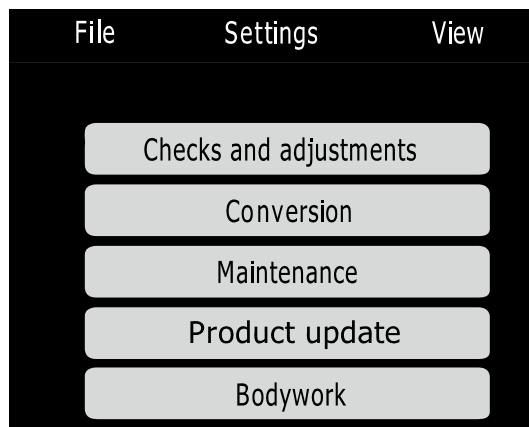 File Settings View
Checks and adjustments
Conversion
Maintenance
Product update
Bodywork